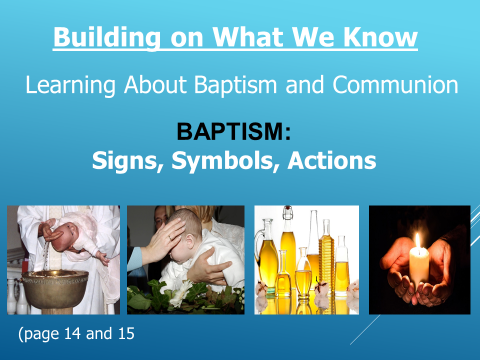 Building on What We Know
Learning About Baptism and Communion
BAPTISM:
Signs, Symbols, Actions
(page 14 and 15